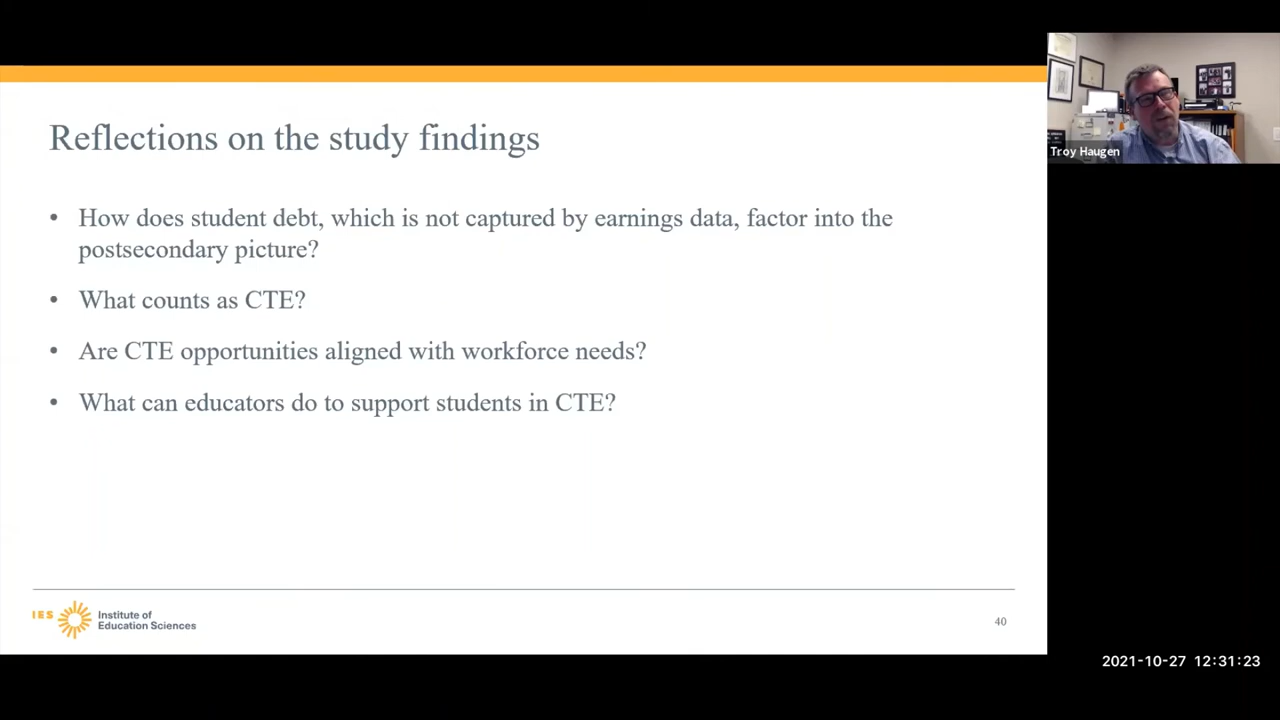 Reflections on the study findings
• How does student debt, which is not captured by earnings data, factor into the
postsecondary picture?
• What counts as CTE?
• Are CTE opportunities aligned with workforce needs?
• What can educators do to support students in CTE?
IES
Institute of
Education Sciences
40
Troy Haugen
2021-10-27 12:31:23